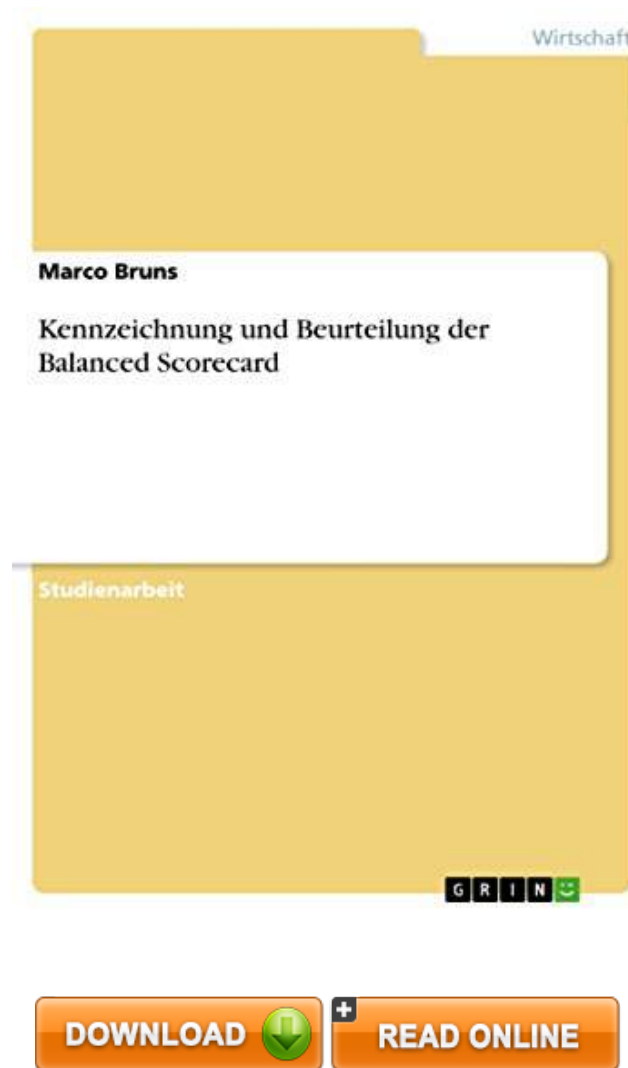 Wirtschaft
Marco Bruns
Kennzeichnung und Beurteilung der
Balanced Scorecard
Studienarbeit
GRIN
DOWNLOAD
READ ONLINE